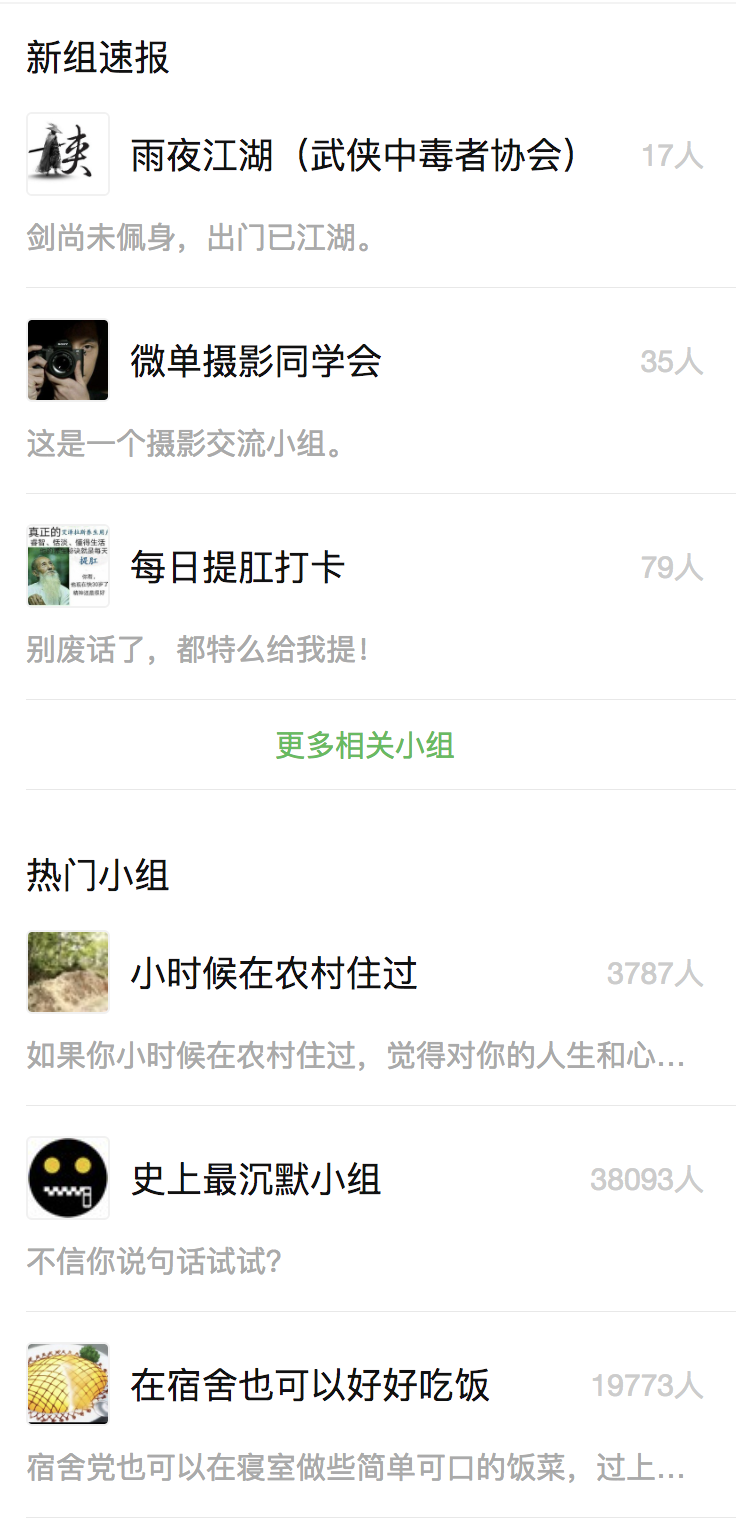 新组速报
侠
雨夜江湖（武侠中毒者协会）
17人
剑尚未佩身，出门已江湖。
SONY
微单摄影同学会
35人
这是一个摄影交流小组。
真正的
睿智、恬淡、懂得生活
提肛
每日提肛打卡
79人
别废话了，都特么给我提！
更多相关小组
热门小组
小时候在农村住过
3787人
如果你小时候在农村住过，觉得对你的人生和心...
史上最沉默小组
38093人
不信你说句话试试?
在宿舍也可以好好吃饭
19773人
宿舍党也可以在寝室做些简单可口的饭菜，过上...